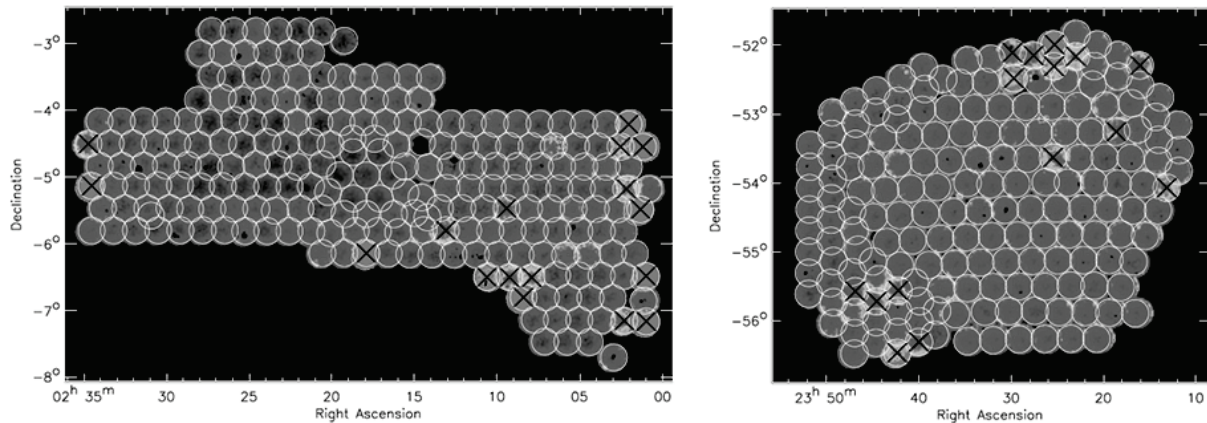 Declination
−3°
−4°
−5°
−6°
−7°
−8°
02ʰ 35ᵐ 30 25 20 15 10 05 00
Right Ascension
Declination
−52°
−53°
−54°
−55°
−56°
23ʰ 50ᵐ 40 30 20 10
Right Ascension